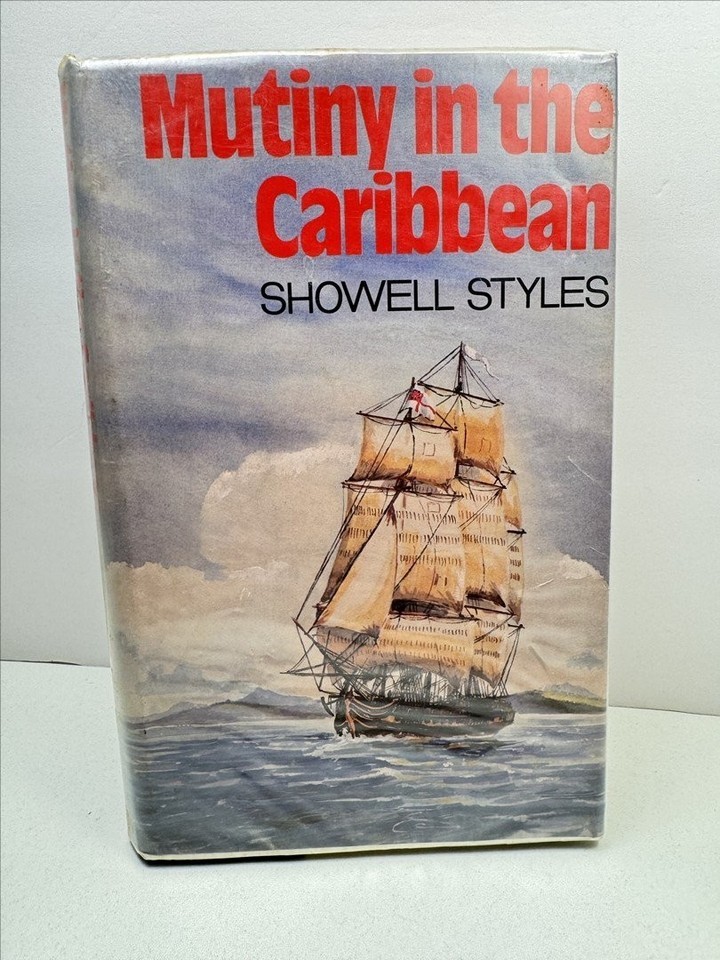 Mutiny in the
Caribbean
SHOWELL STYLES